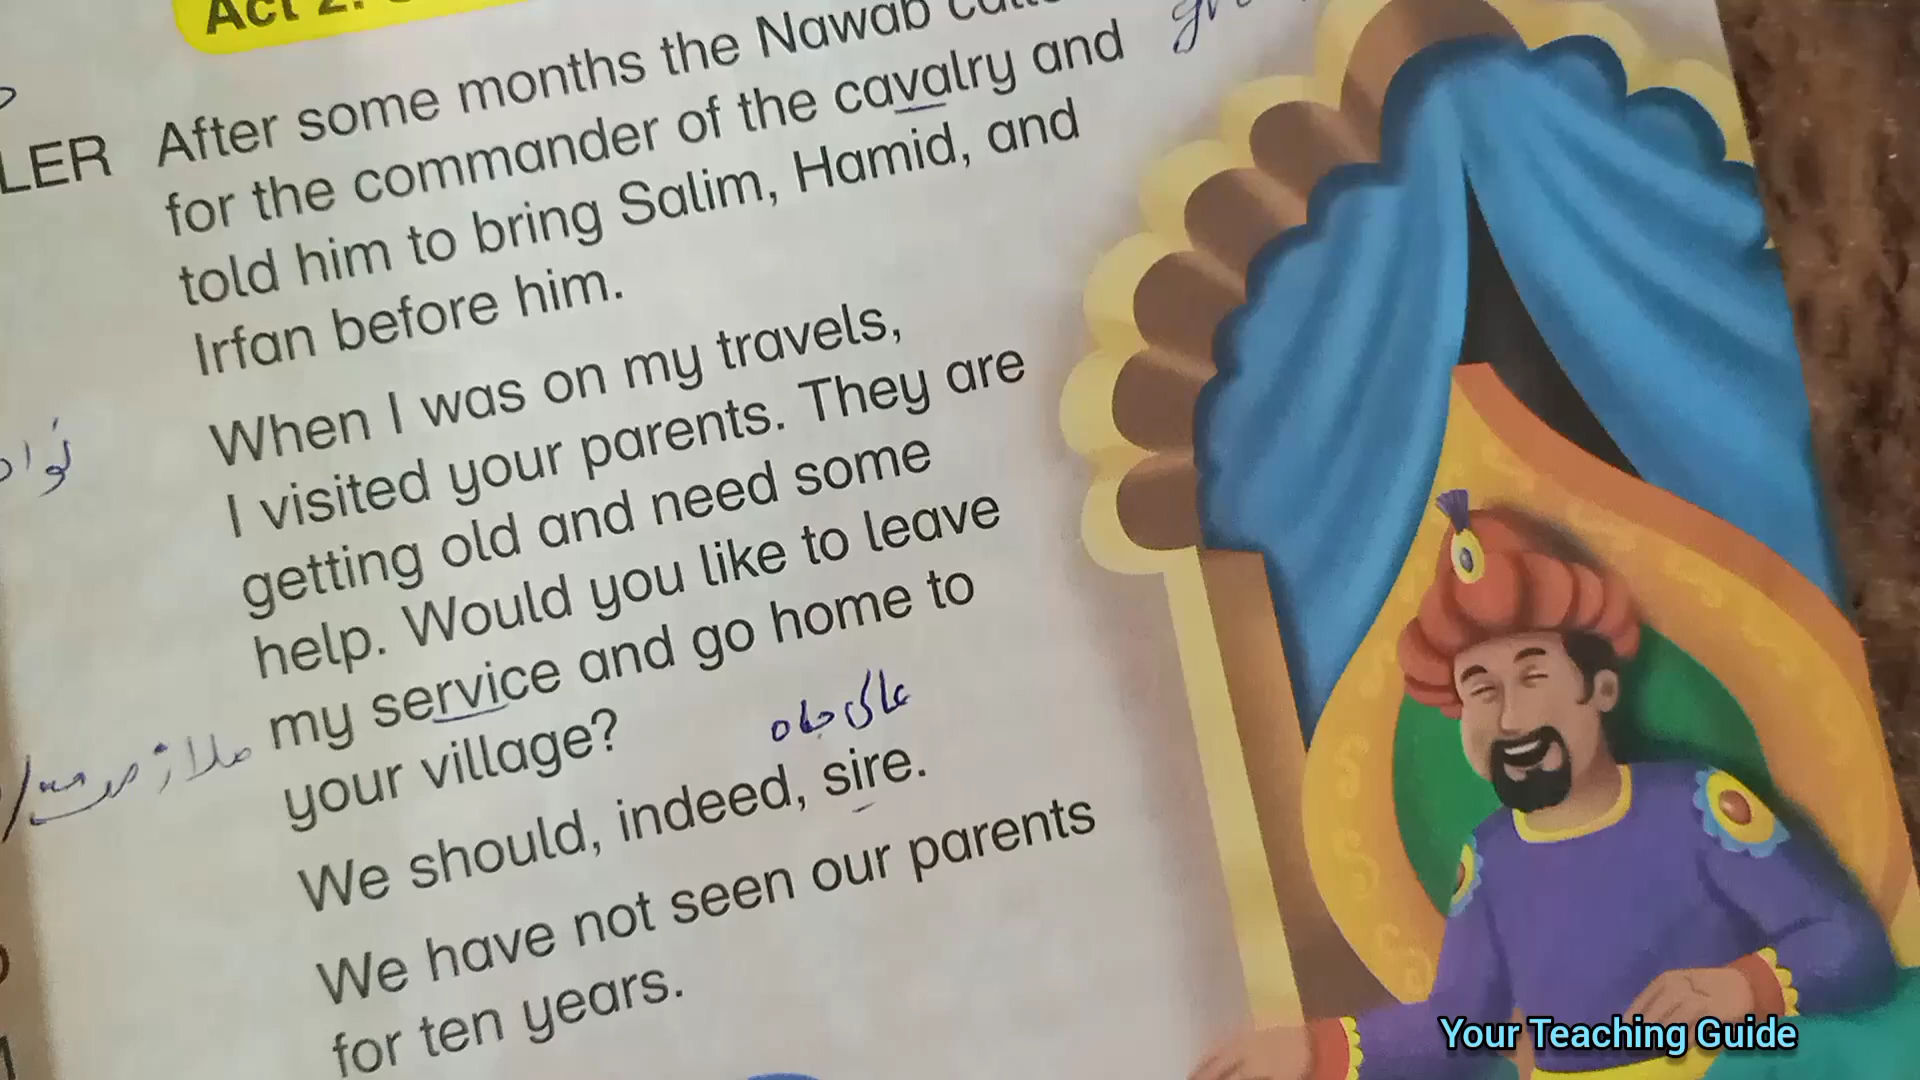 Act 2:
LER After some months the Nawab
for the commander of the cavalry and
told him to bring Salim, Hamid, and
Irfan before him.
When I was on my travels,
I visited your parents. They are
نواب
getting old and need some
help. Would you like to leave
my service and go home to
ملازمت
your village?
عالی جاہ
We should, indeed, sire.
We have not seen our parents
for ten years.
Your Teaching Guide